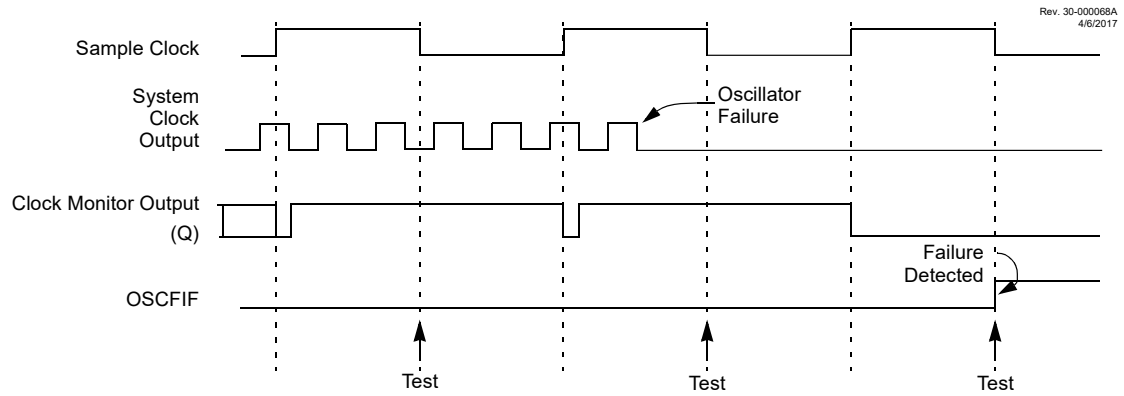 Rev. 30-000068A
4/6/2017
Sample Clock
System
Clock
Output
Oscillator
Failure
Clock Monitor Output
(Q)
Failure
Detected
OSCFIF
Test
Test
Test